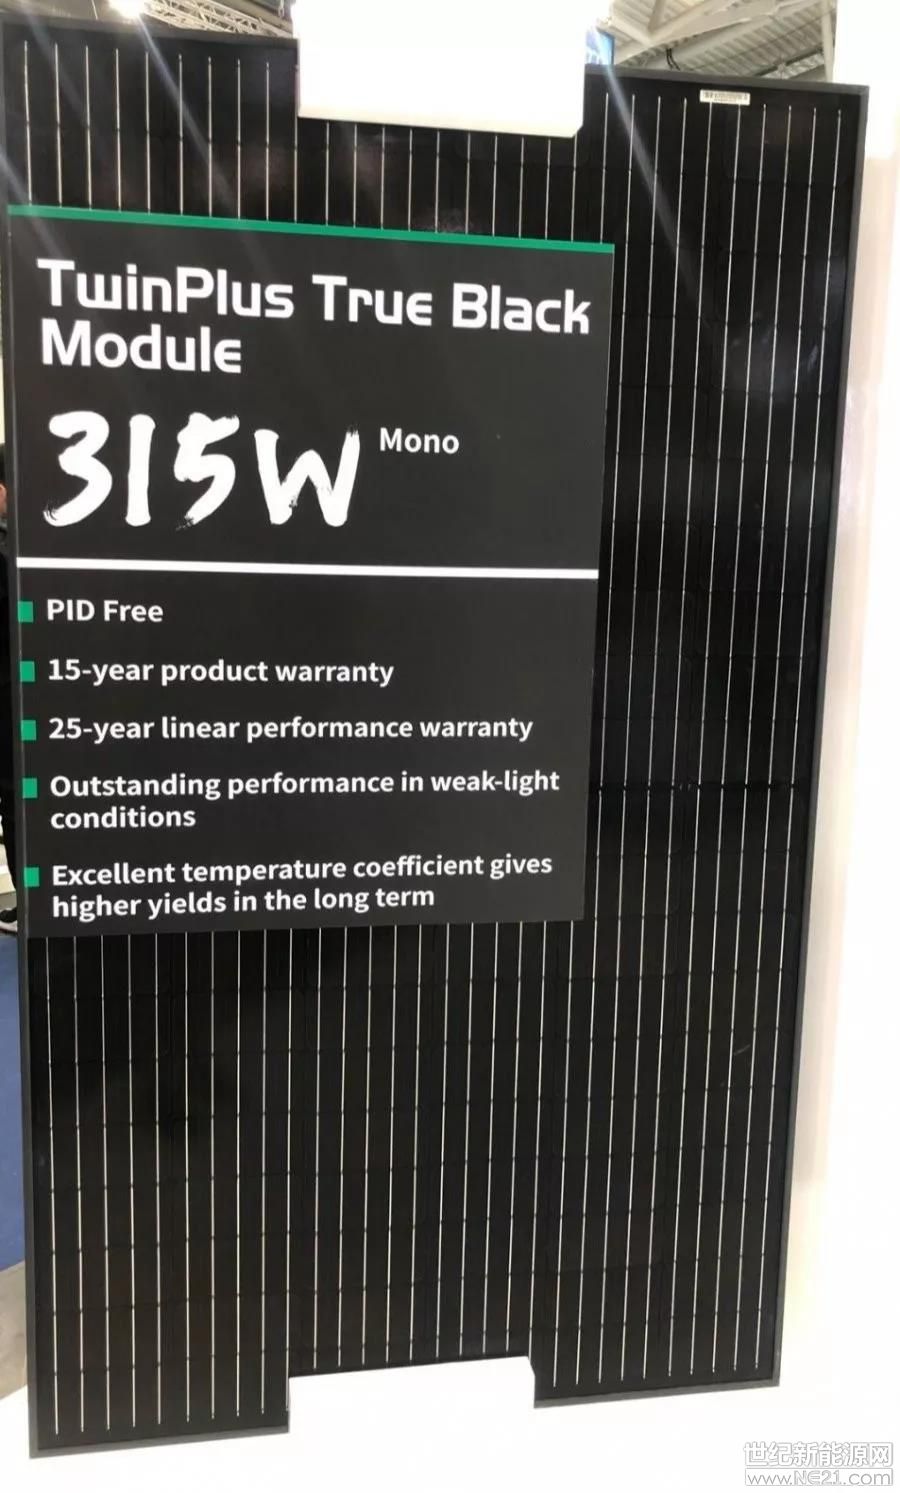 TwinPlus True Black
Module
315W Mono
PID Free
15-year product warranty
25-year linear performance warranty
Outstanding performance in weak-light
conditions
Excellent temperature coefficient gives
higher yields in the long term
世纪新能源网
www.NE21.com